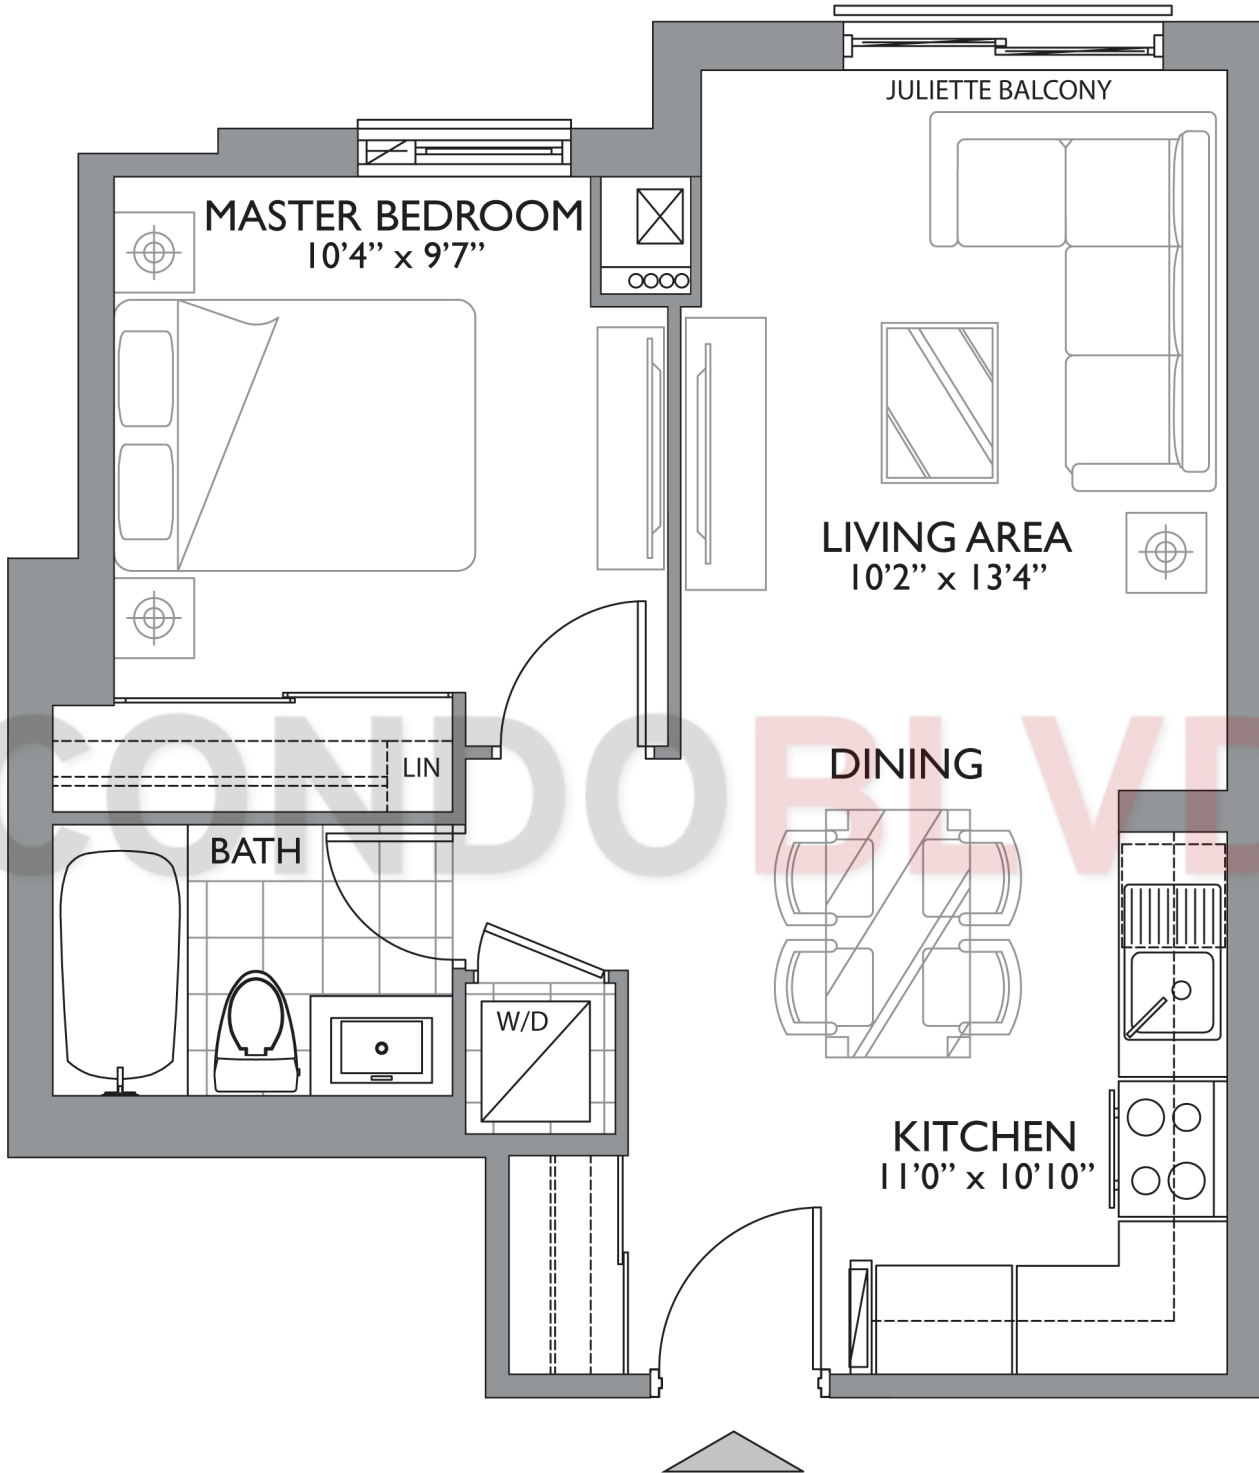 JULIETTE BALCONY
MASTER BEDROOM
10'4” x 9'7”
LIVING AREA
10'2” x 13'4”
CONDOBLVD
LIN
DINING
BATH
W/D
KITCHEN
11'0” x 10'10”